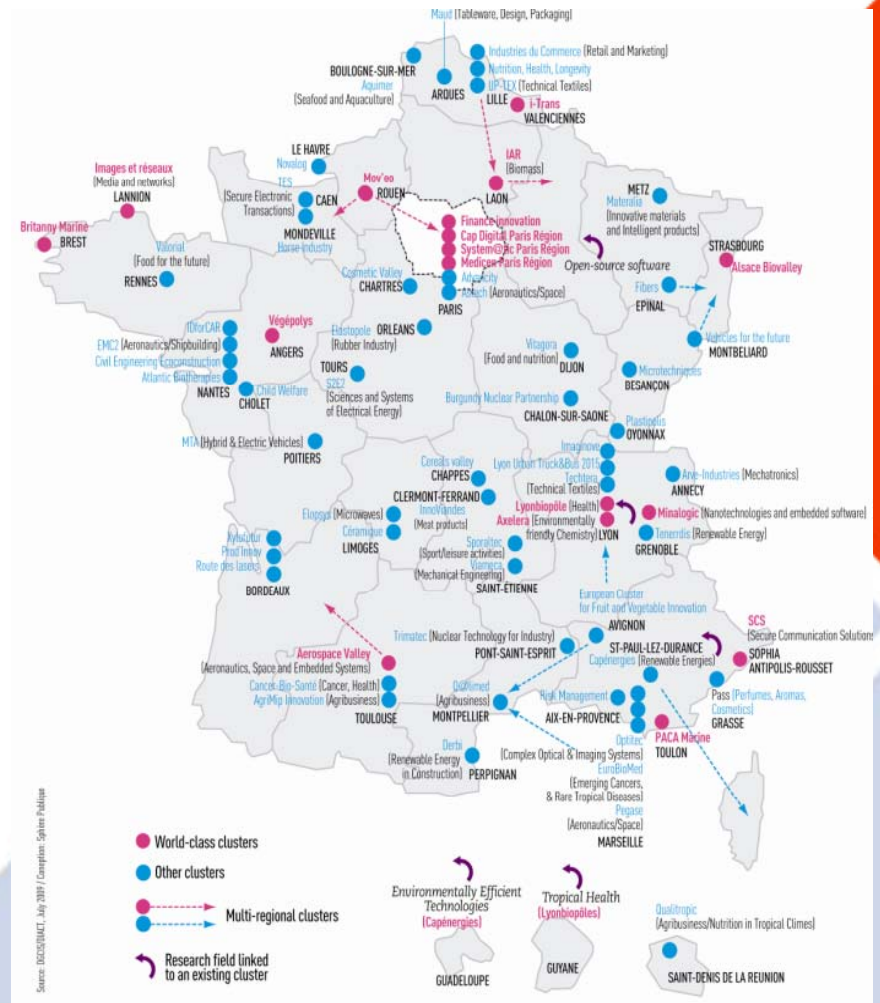 Maud (Tableware, Design, Packaging)
Industries du Commerce (Retail and Marketing)
BOULOGNE-SUR-MER
Nutrition, Health, Longevity
Aquimer
(Seafood and Aquaculture)
ARQUES
UP-TEX (Technical Textiles)
LILLE
i-Trans
VALENCIENNES
LE HAVRE
Novalog
Mov'eo
ROUEN
IAR
(Biomass)
LAON
Images et réseaux
(Media and networks)
LANNION
TES
(Secure Electronic
Transactions)
CAEN
MONDEVILLE
Horse Industry
METZ
Materalia
(Innovative materials
and Intelligent products)
Britanny Marine
BREST
Valorial
(Food for the future)
RENNES
Finance innovation
Cap Digital Paris Région
System@tic Paris Région
Medicen Paris Région
Advancity
Astech (Aeronautics/Space)
PARIS
Open-source software
STRASBOURG
Alsace Biovalley
Cosmetic Valley
CHARTRES
Fibers
EPINAL
IDforCAR
EMC2 (Aeronautics/Shipbuilding)
Civil Engineering Ecoconstruction
Atlantic Biotherapies
NANTES
Végépolys
ANGERS
Elastopole
(Rubber Industry)
ORLEANS
Vehicles for the future
MONTBELIARD
Vitagora
(Food and nutrition)
DIJON
TOURS
S2E2
(Sciences and Systems
of Electrical Energy)
Microtechniques
BESANÇON
Child Welfare
CHOLET
Burgundy Nuclear Partnership
CHALON-SUR-SAONE
Plastipolis
OYONNAX
MTA (Hybrid & Electric Vehicles)
POITIERS
Imaginove
Lyon Urban Truck&Bus 2015
Techtera
(Technical Textiles)
Lyonbiopôle (Health)
Axelera (Environmentally
friendly Chemistry)
LYON
Cereals valley
CHAPPES
CLERMONT-FERRAND
InnoViandes
(Meat products)
Arve-Industries (Mechatronics)
ANNECY
Minalogic (Nanotechnologies and embedded software)
Tenerrdis (Renewable Energy)
GRENOBLE
Elopsys (Microwaves)
Céramique
LIMOGES
Sporaltec
(Sport/leisure activities)
Viameca
(Mechanical Engineering)
SAINT-ÉTIENNE
Xylofutur
Prod'Innov
Route des lasers
BORDEAUX
European Cluster
for Fruit and Vegetable Innovation
AVIGNON
SCS
(Secure Communication Solutions
SOPHIA
ANTIPOLIS-ROUSSET
Trimatec (Nuclear Technology for Industry)
PONT-SAINT-ESPRIT
ST-PAUL-LEZ-DURANCE
Capénergies (Renewable Energies)
Aerospace Valley
(Aeronautics, Space and Embedded Systems)
Cancer-Bio-Santé (Cancer, Health)
AgriMip Innovation (Agribusiness)
TOULOUSE
Qualimed
(Agribusiness)
MONTPELLIER
Risk Management
AIX-EN-PROVENCE
Pass (Perfumes, Aromas,
Cosmetics)
GRASSE
PACA Marine
TOULON
Derbi
(Renewable Energy
in Construction)
PERPIGNAN
Optitec
(Complex Optical & Imaging Systems)
EuroBioMed
(Emerging Cancers,
& Rare Tropical Diseases)
Pegase
(Aeronautics/Space)
MARSEILLE
World-class clusters
Other clusters
Multi-regional clusters
Research field linked
to an existing cluster
Environmentally Efficient
Technologies
(Capénergies)
GUADELOUPE
Tropical Health
(Lyonbiopôles)
GUYANE
Qualitropic
(Agribusiness/Nutrition in Tropical Climes)
SAINT-DENIS DE LA REUNION
Source: DGCIS/DIACT, July 2009 / Conception: Sphère Publique